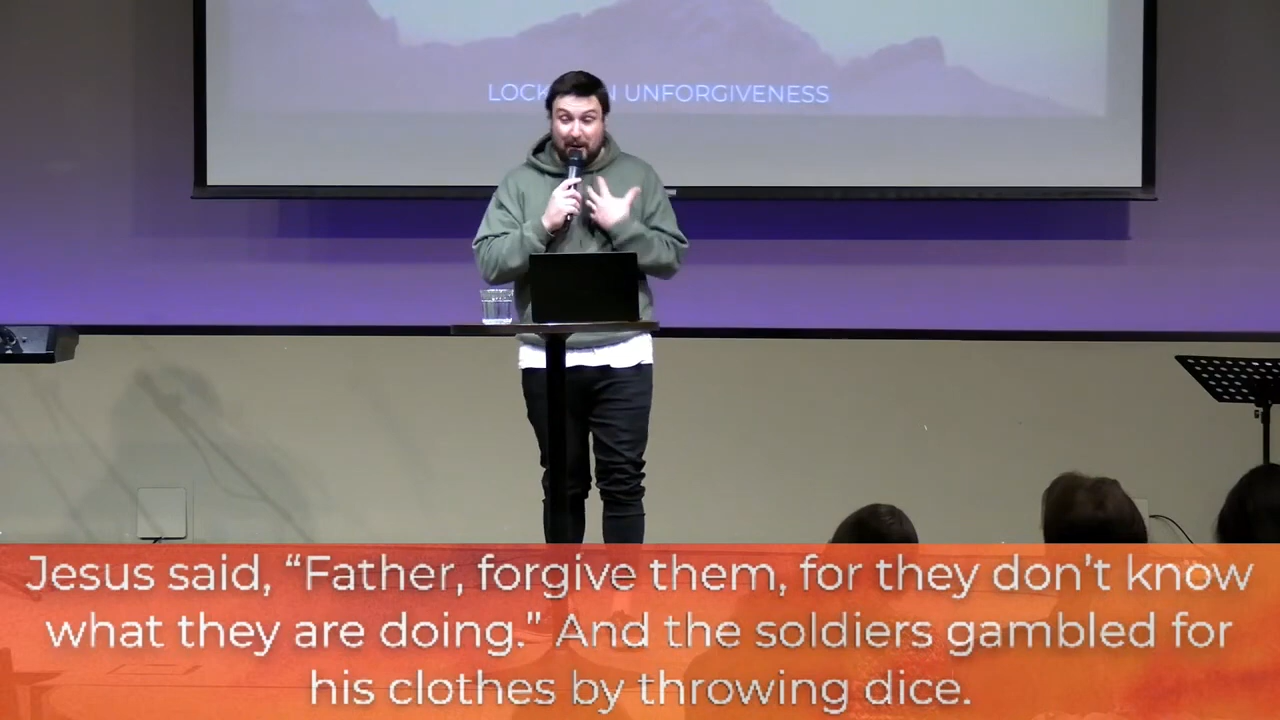 LOCK N UNFORGIVENESS
Jesus said, “Father, forgive them, for they don’t know
what they are doing.” And the soldiers gambled for
his clothes by throwing dice.